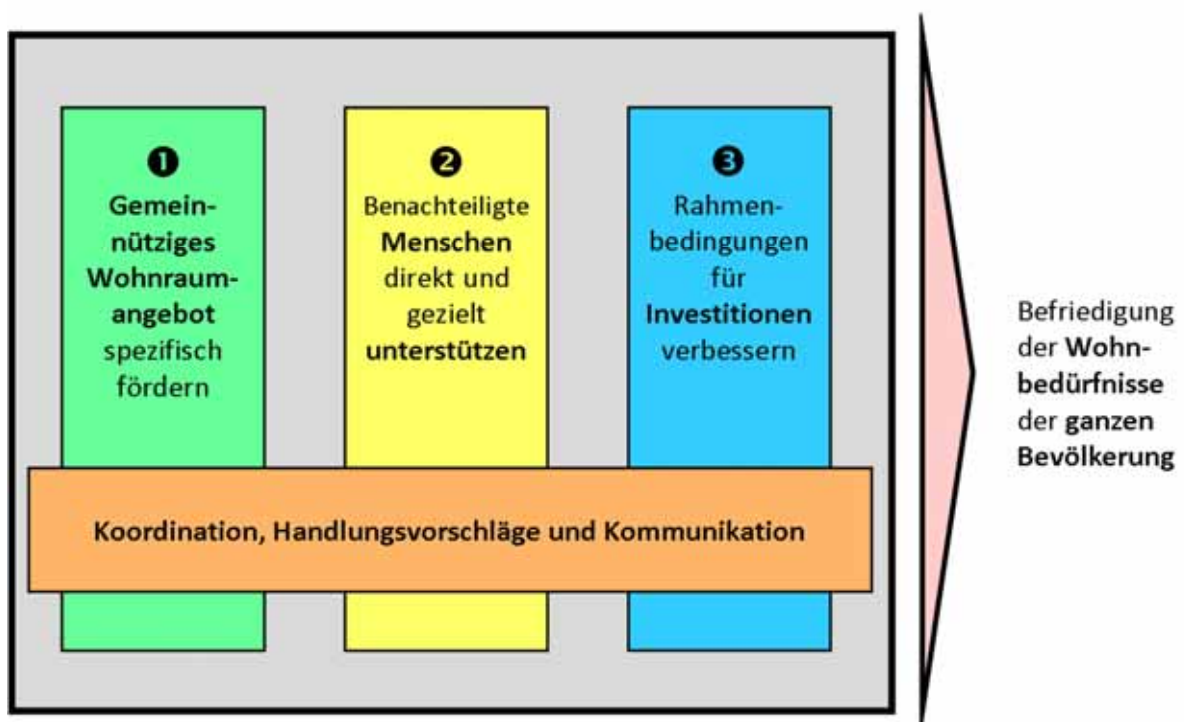 ❶
Gemein-
nütziges
Wohnraum-
angebot
spezifisch
fördern
❷
Benachteiligte
Menschen
direkt und
gezielt
unterstützen
❸
Rahmen-
bedingungen
für
Investitionen
verbessern
Koordination, Handlungsvorschläge und Kommunikation
Befriedigung
der Wohn-
bedürfnisse
der ganzen
Bevölkerung